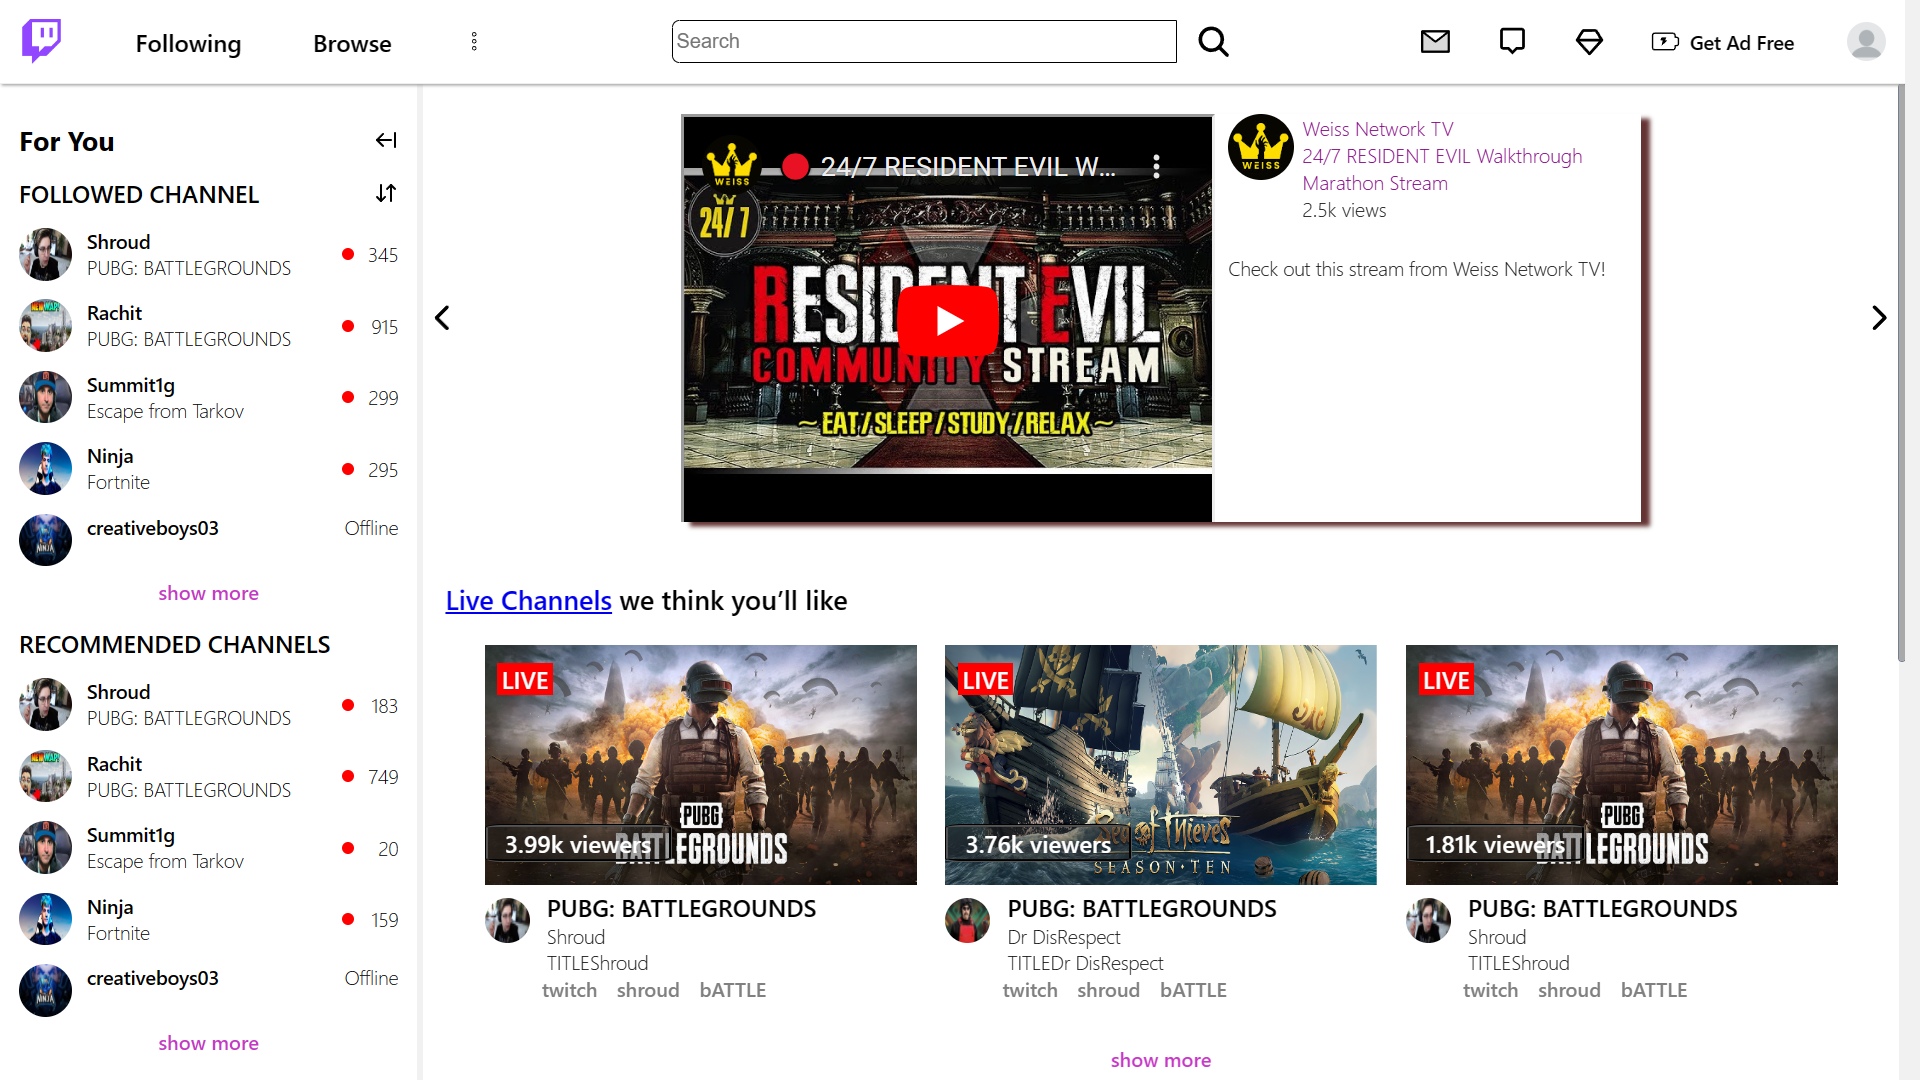 Following
Browse
Search
Get Ad Free
For You
FOLLOWED CHANNEL
Shroud
PUBG: BATTLEGROUNDS
345
Rachit
PUBG: BATTLEGROUNDS
915
Summit1g
Escape from Tarkov
299
Ninja
Fortnite
295
creativeboys03
Offline
show more
RECOMMENDED CHANNELS
Shroud
PUBG: BATTLEGROUNDS
183
Rachit
PUBG: BATTLEGROUNDS
749
Summit1g
Escape from Tarkov
20
Ninja
Fortnite
159
creativeboys03
Offline
show more
WEISS
24/7 RESIDENT EVIL W...
24/7
RESIDENT EVIL
COMMUNITY STREAM
~ EAT / SLEEP / STUDY / RELAX ~
WEISS
Weiss Network TV
24/7 RESIDENT EVIL Walkthrough
Marathon Stream
2.5k views
Check out this stream from Weiss Network TV!
Live Channels we think you’ll like
LIVE
PUBG
BATTLEGROUNDS
3.99k viewers
PUBG: BATTLEGROUNDS
Shroud
TITLEShroud
twitch shroud bATTLE
LIVE
Sea of Thieves
SEASON · TEN
3.76k viewers
PUBG: BATTLEGROUNDS
Dr DisRespect
TITLEDr DisRespect
twitch shroud bATTLE
LIVE
PUBG
BATTLEGROUNDS
1.81k viewers
PUBG: BATTLEGROUNDS
Shroud
TITLEShroud
twitch shroud bATTLE
show more